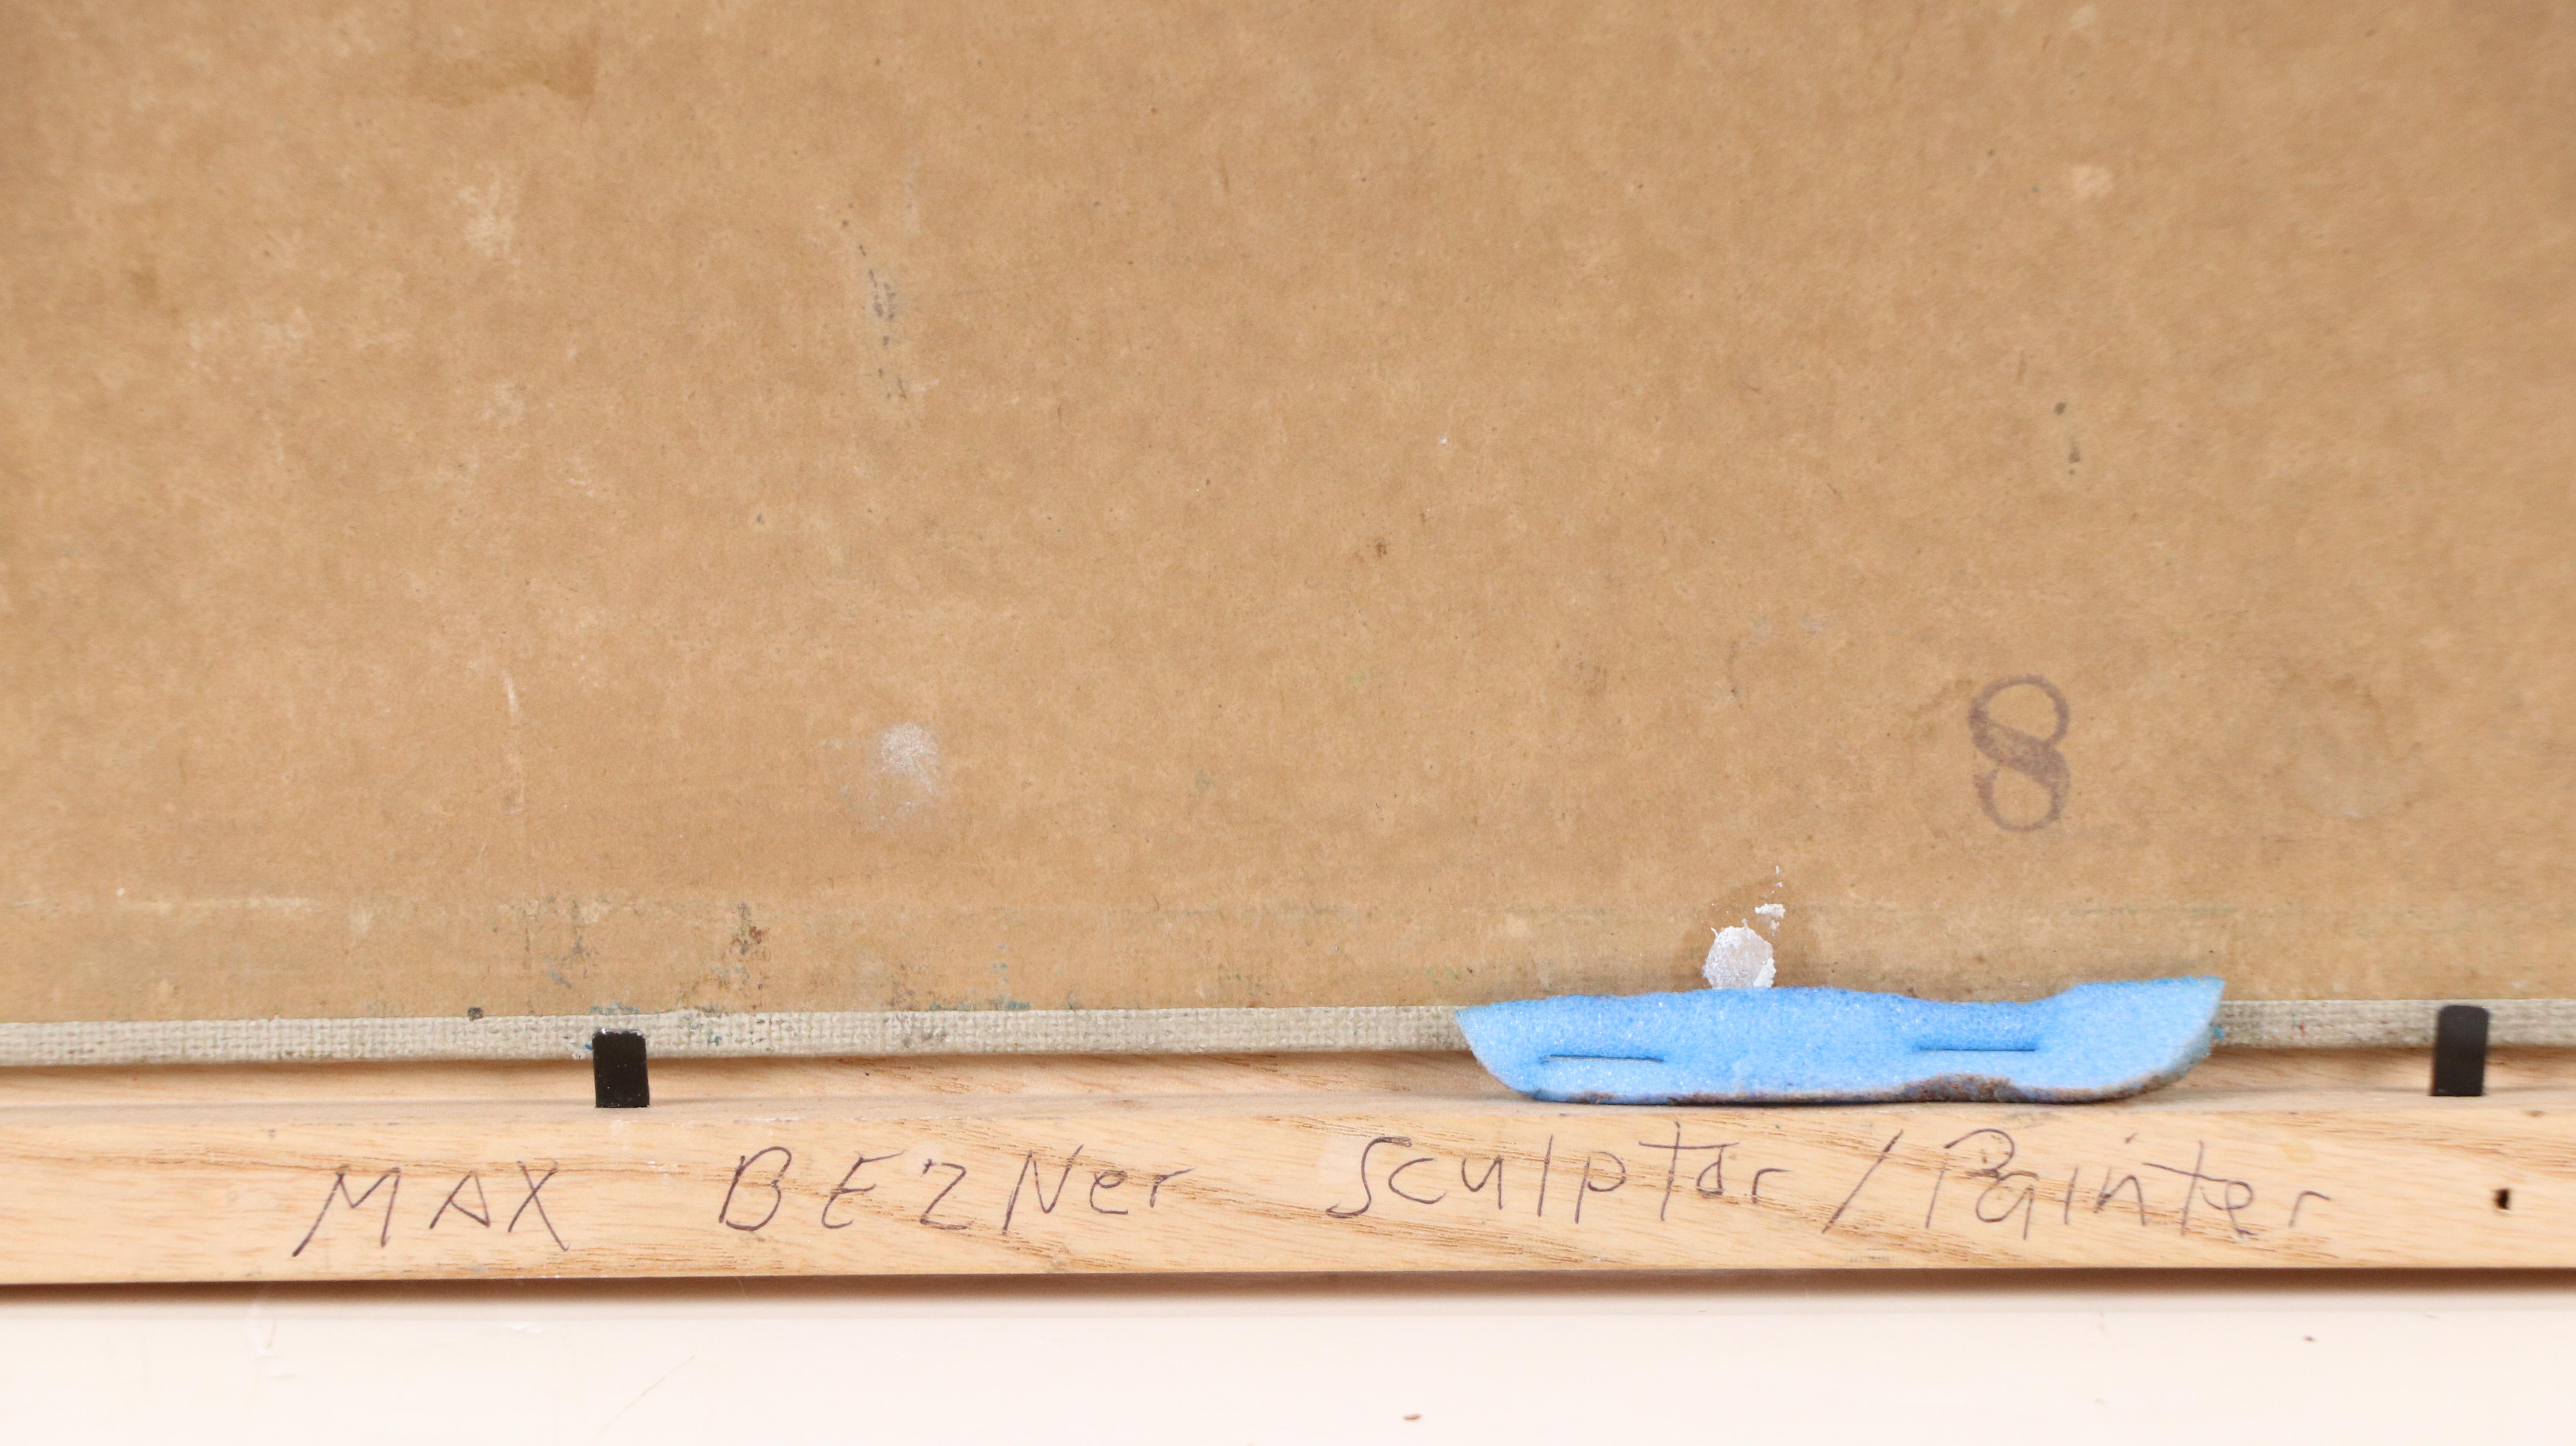 8
MAX BEZNer Sculptor/Painter